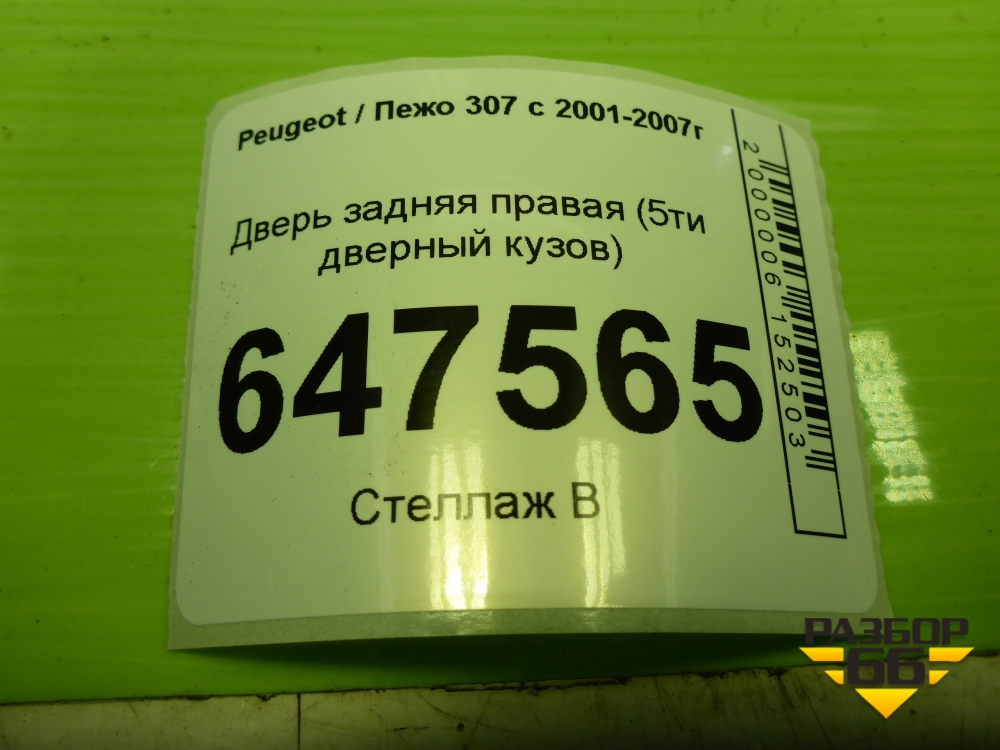 Peugeot / Пежо 307 с 2001-2007г
Дверь задняя правая (5ти
дверный кузов)
647565
Стеллаж В
2000006152503
РАЗБОР
66